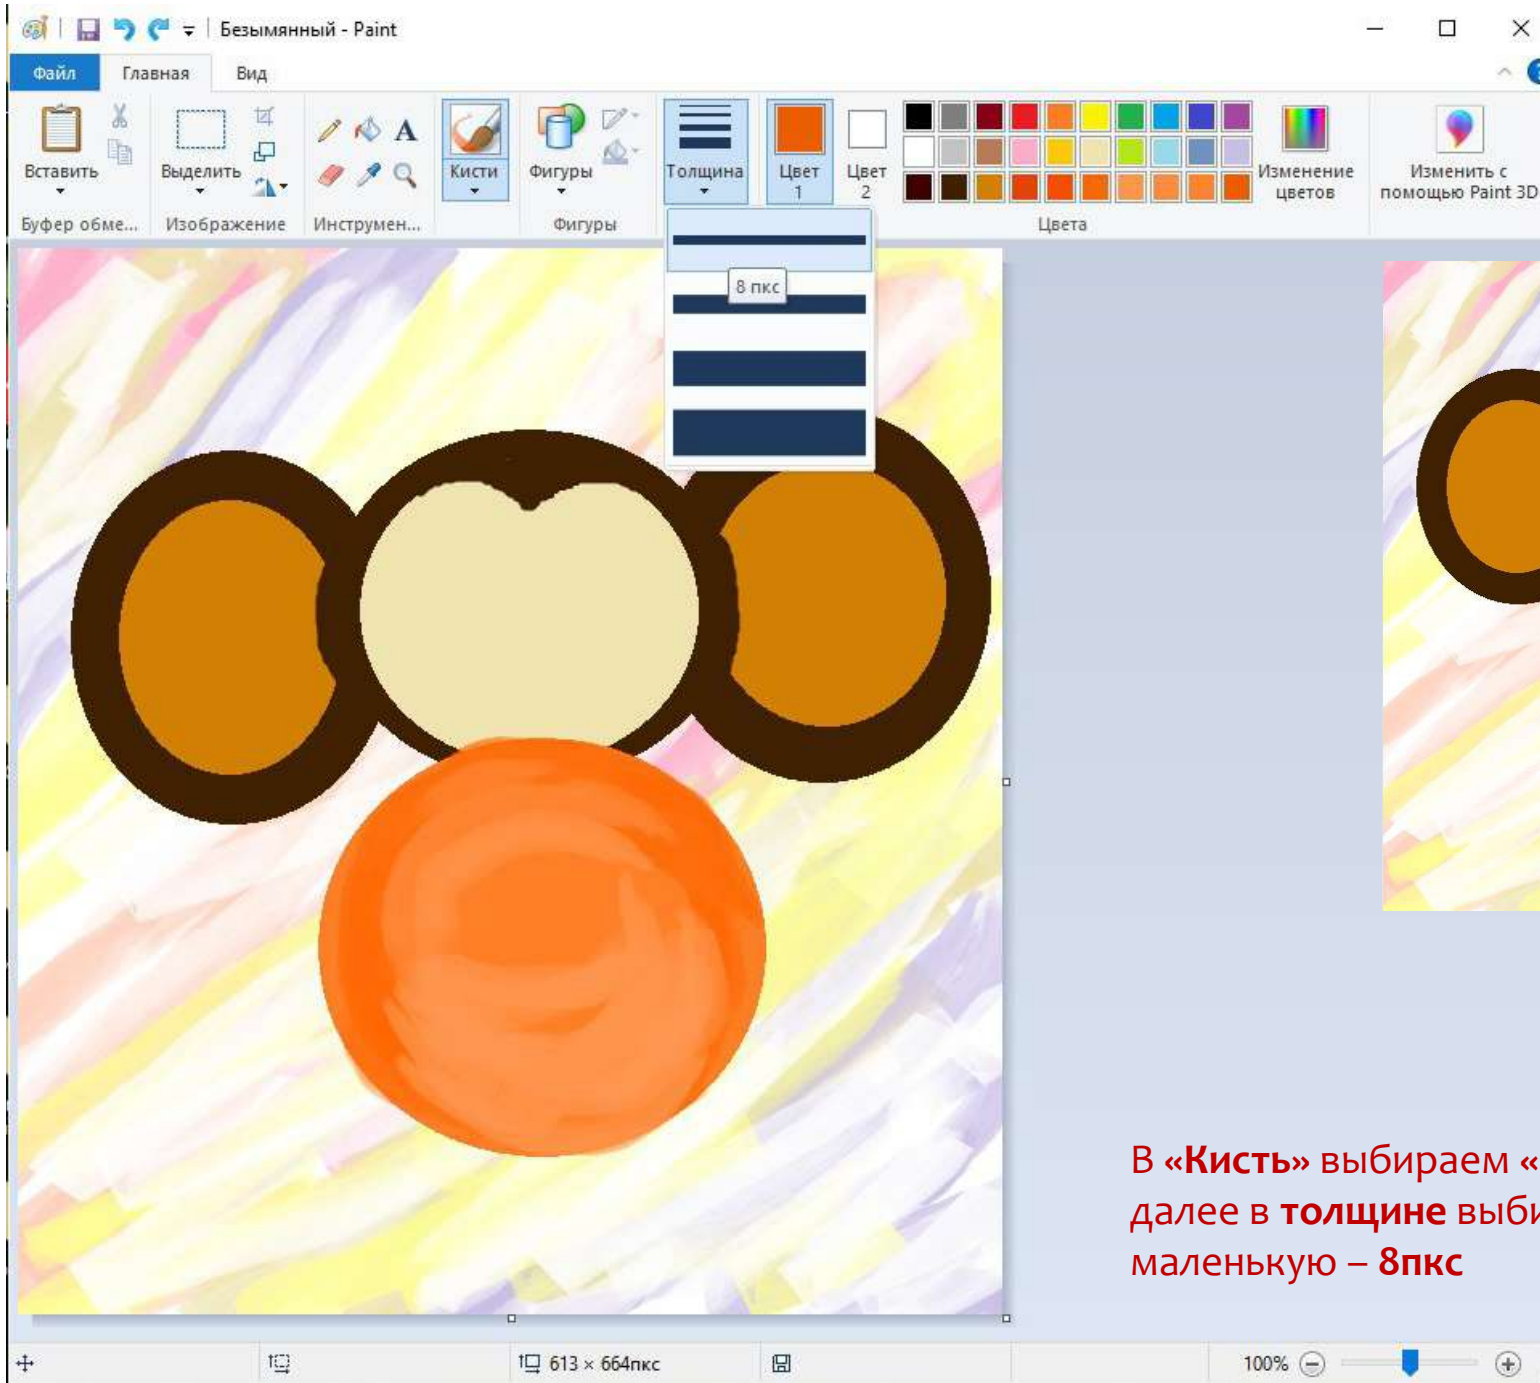 Безымянный - Paint
Файл Главная Вид
Вставить
Выделить
A
Кисти
Фигуры
Толщина
Цвет 1
Цвет 2
Изменение цветов
Изменить с помощью Paint 3D
Буфер обме...
Изображение
Инструмен...
Фигуры
Цвета
8 пкс
В «Кисть» выбираем «
далее в толщине
маленькую – 8пкс
613 × 664пкс
100%